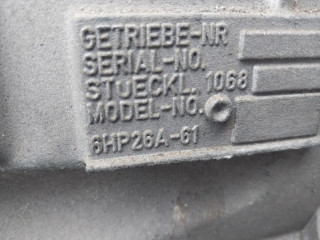 GETRIEBE-NR
SERIAL-NO.
STUECKL. 1068
MODEL-NO.
6HP26A-61